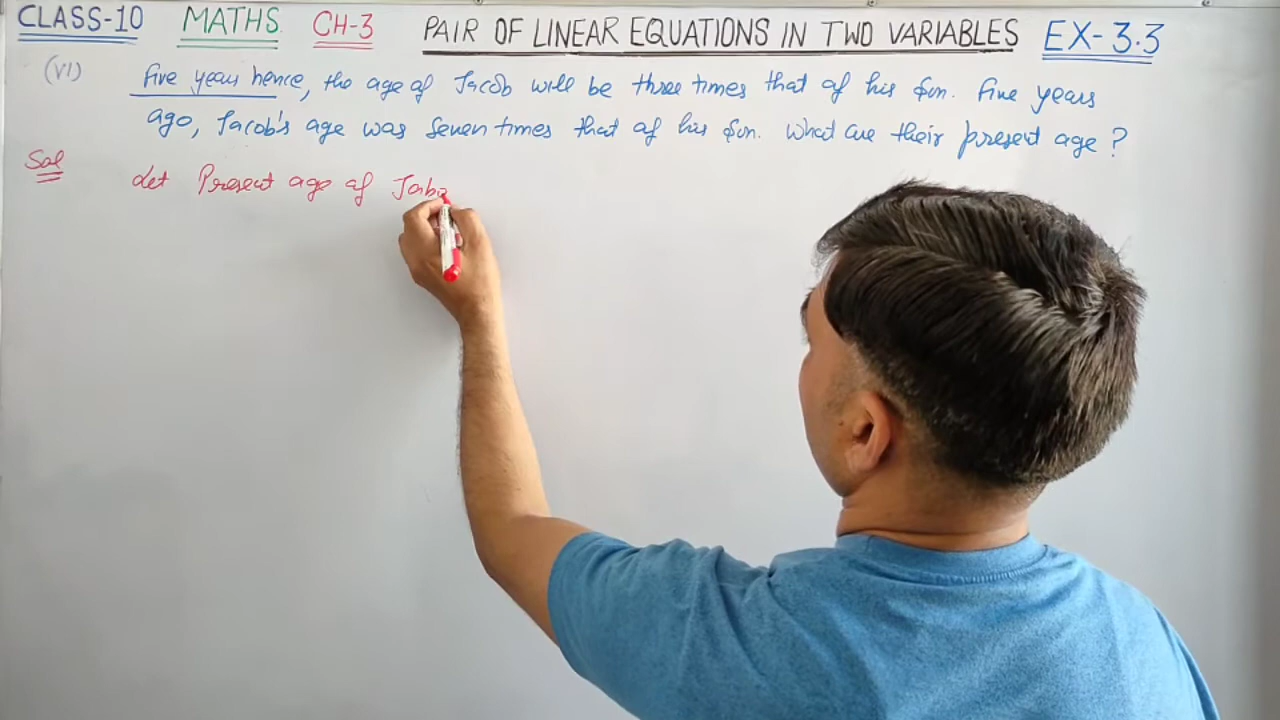 CLASS-10 MATHS CH-3 PAIR OF LINEAR EQUATIONS IN TWO VARIABLES EX-3.3
(VI) Five years hence, the age of Jacob will be three times that of his son. Five years
ago, Jacob's age was seven times that of his son. What are their present age?
Sol Let Present age of Jabo